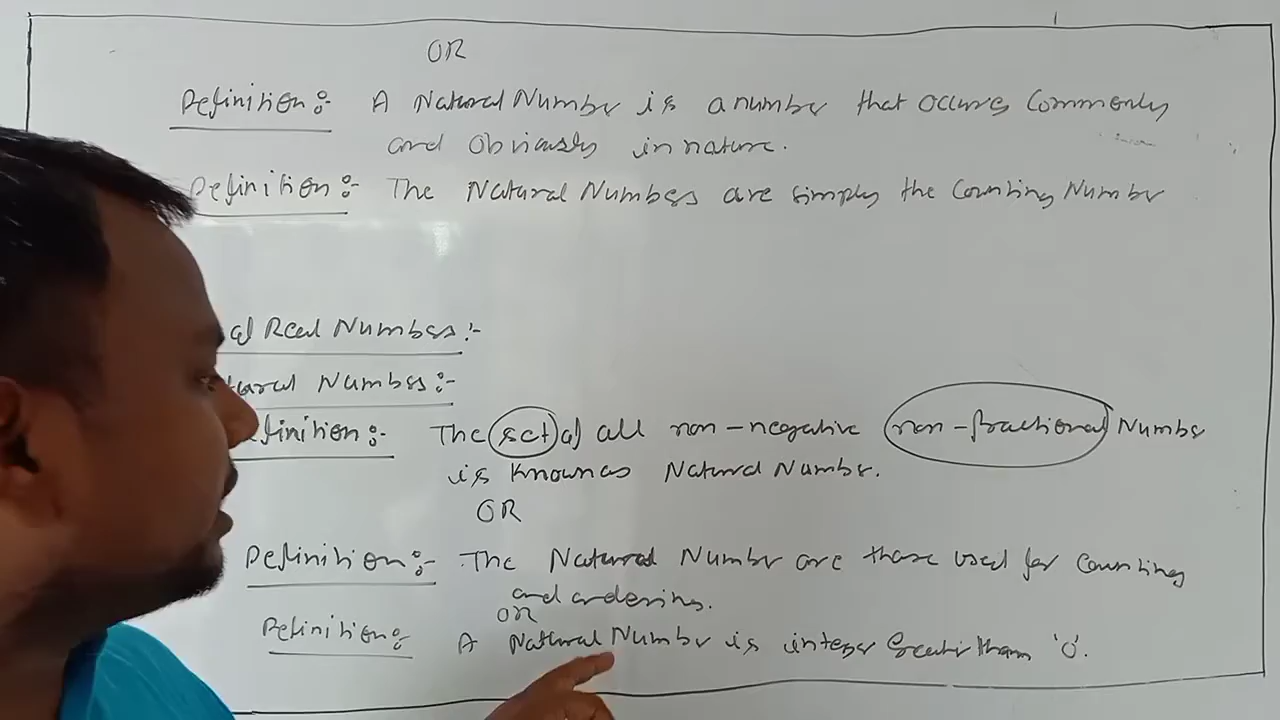 OR
Definition:- A Natural Number is a number that occurs commonly
and obviously in nature.
Definition:- The Natural Numbers are simply the Counting Number
of Real Numbers:-
tural Numbers:-
efinition:- The set of all non-negative non-fractional Number
is known as Natural Number.
OR
Definition:- The Natural Number are those used for Counting
and ordering.
OR
Definition:- A Natural Number is integer Greater than '0'.